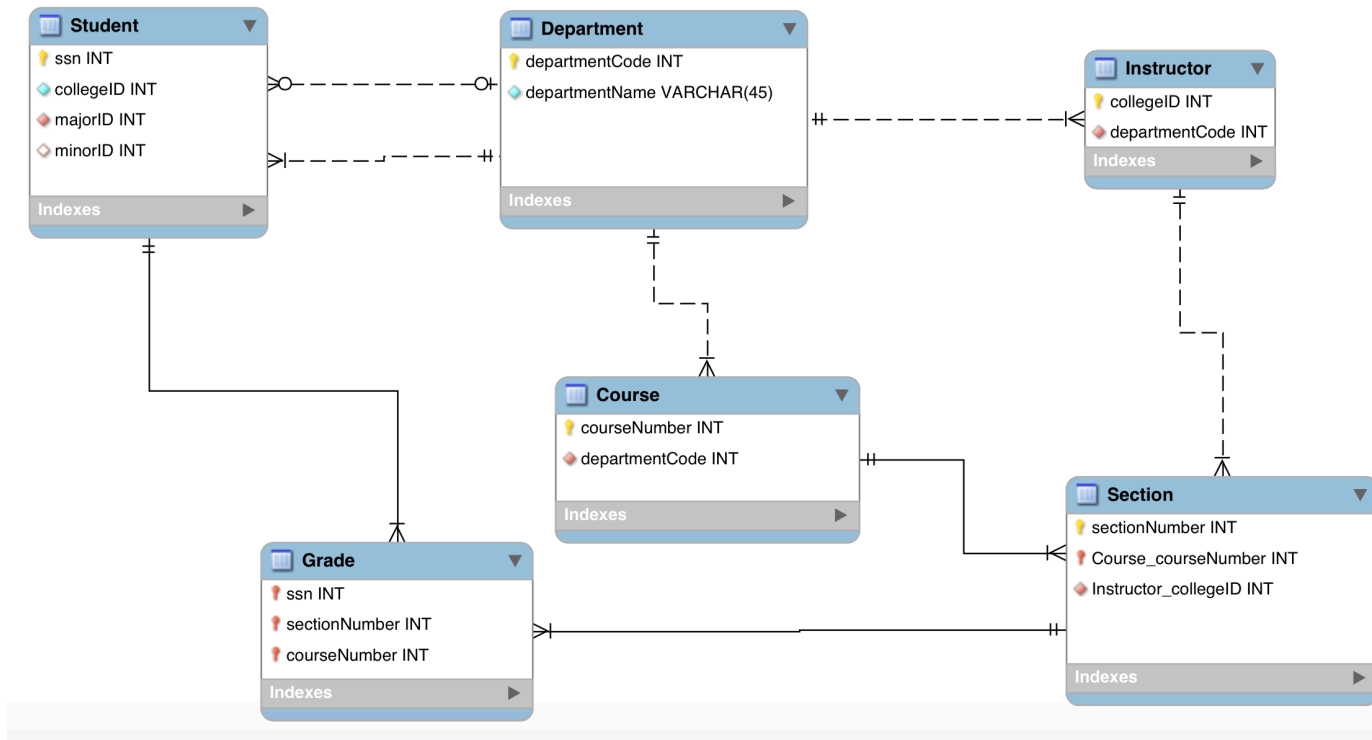 Student
ssn INT
collegeID INT
majorID INT
minorID INT
Indexes
Department
departmentCode INT
departmentName VARCHAR(45)
Indexes
Instructor
collegeID INT
departmentCode INT
Indexes
Course
courseNumber INT
departmentCode INT
Indexes
Section
sectionNumber INT
Course_courseNumber INT
Instructor_collegeID INT
Indexes
Grade
ssn INT
sectionNumber INT
courseNumber INT
Indexes